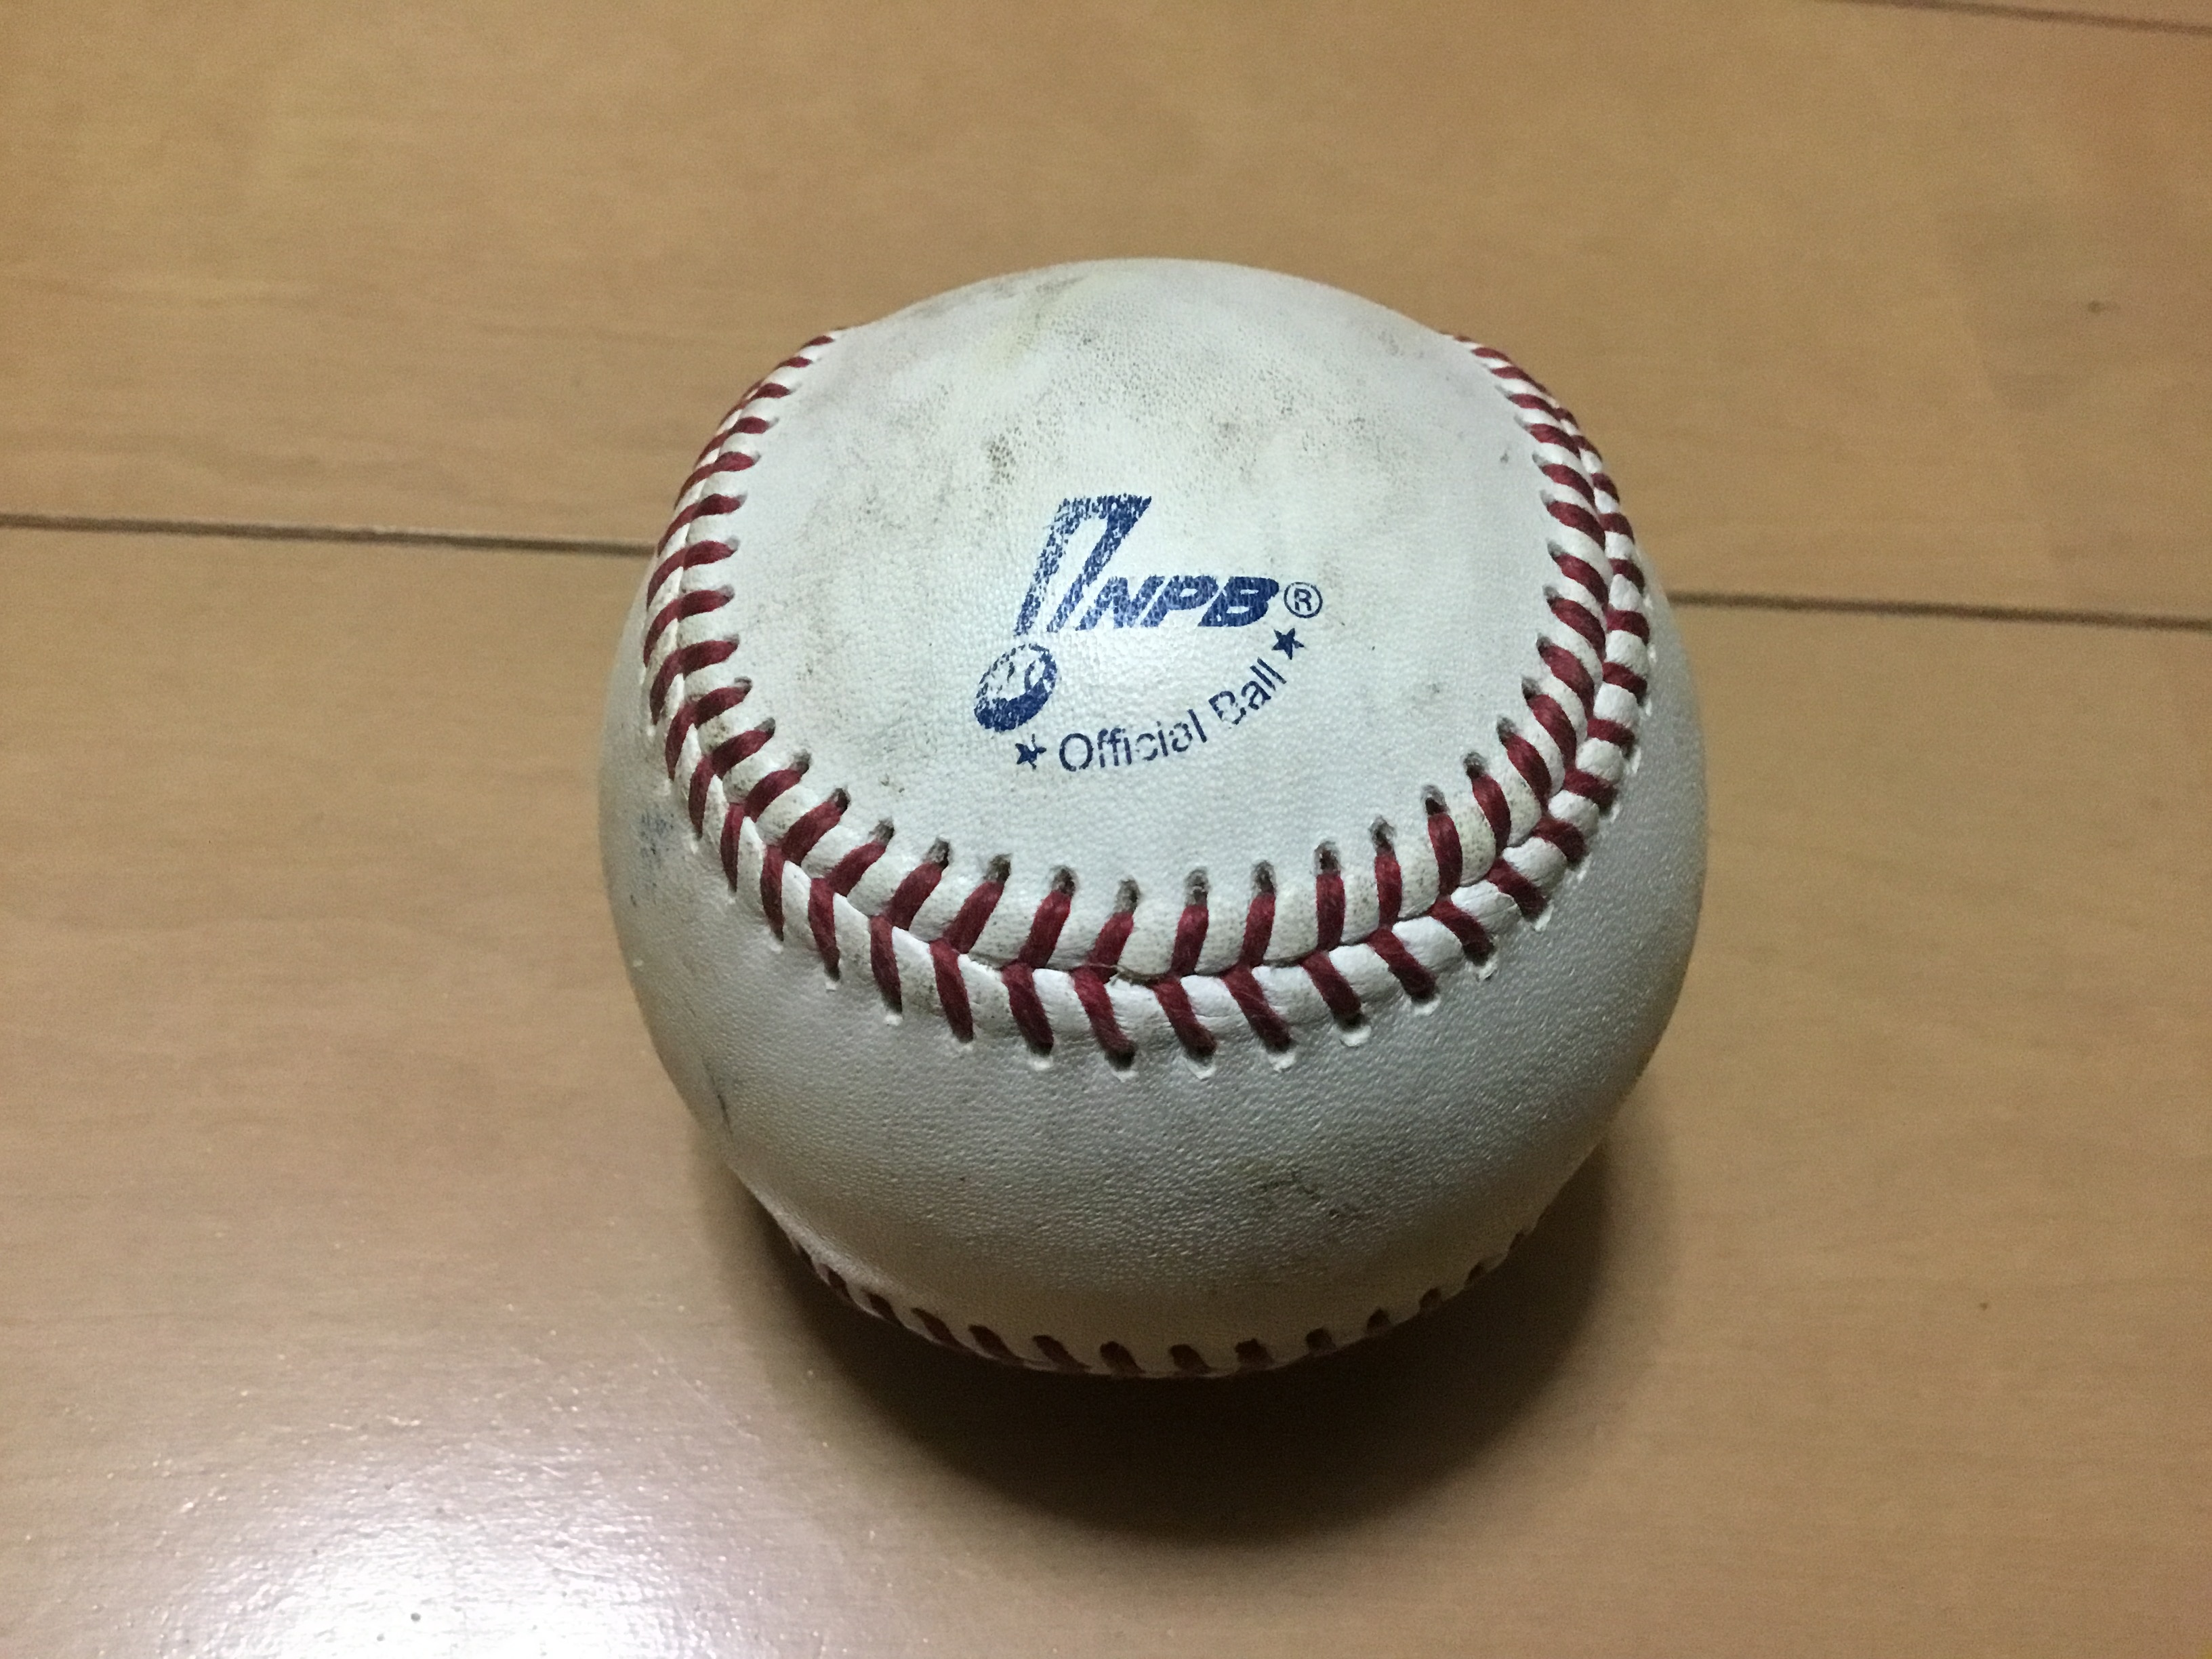 NPB®
★ Official Ball ★